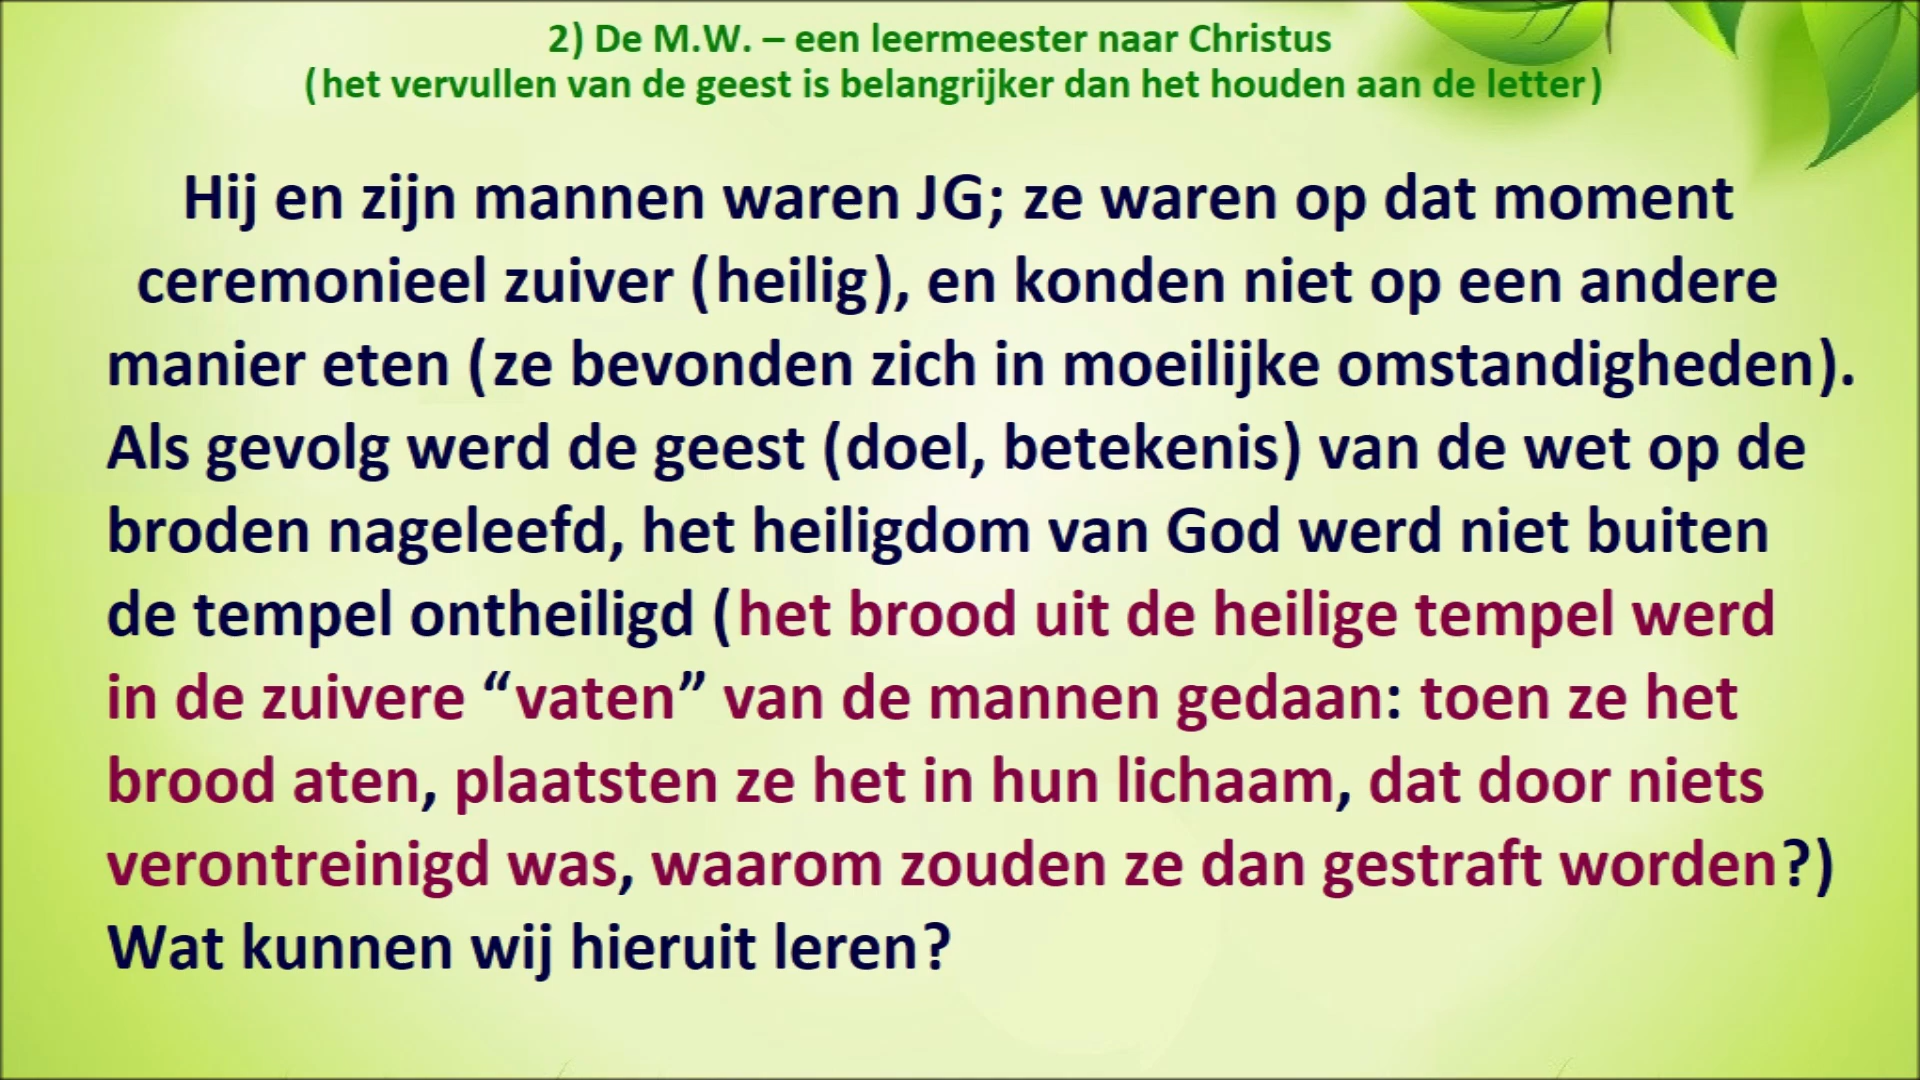 2) De M.W. – een leermeester naar Christus
(het vervullen van de geest is belangrijker dan het houden aan de letter)
Hij en zijn mannen waren JG; ze waren op dat moment
ceremonieel zuiver (heilig), en konden niet op een andere
manier eten (ze bevonden zich in moeilijke omstandigheden).
Als gevolg werd de geest (doel, betekenis) van de wet op de
broden nageleefd, het heiligdom van God werd niet buiten
de tempel ontheiligd (het brood uit de heilige tempel werd
in de zuivere “vaten” van de mannen gedaan: toen ze het
brood aten, plaatsten ze het in hun lichaam, dat door niets
verontreinigd was, waarom zouden ze dan gestraft worden?)
Wat kunnen wij hieruit leren?